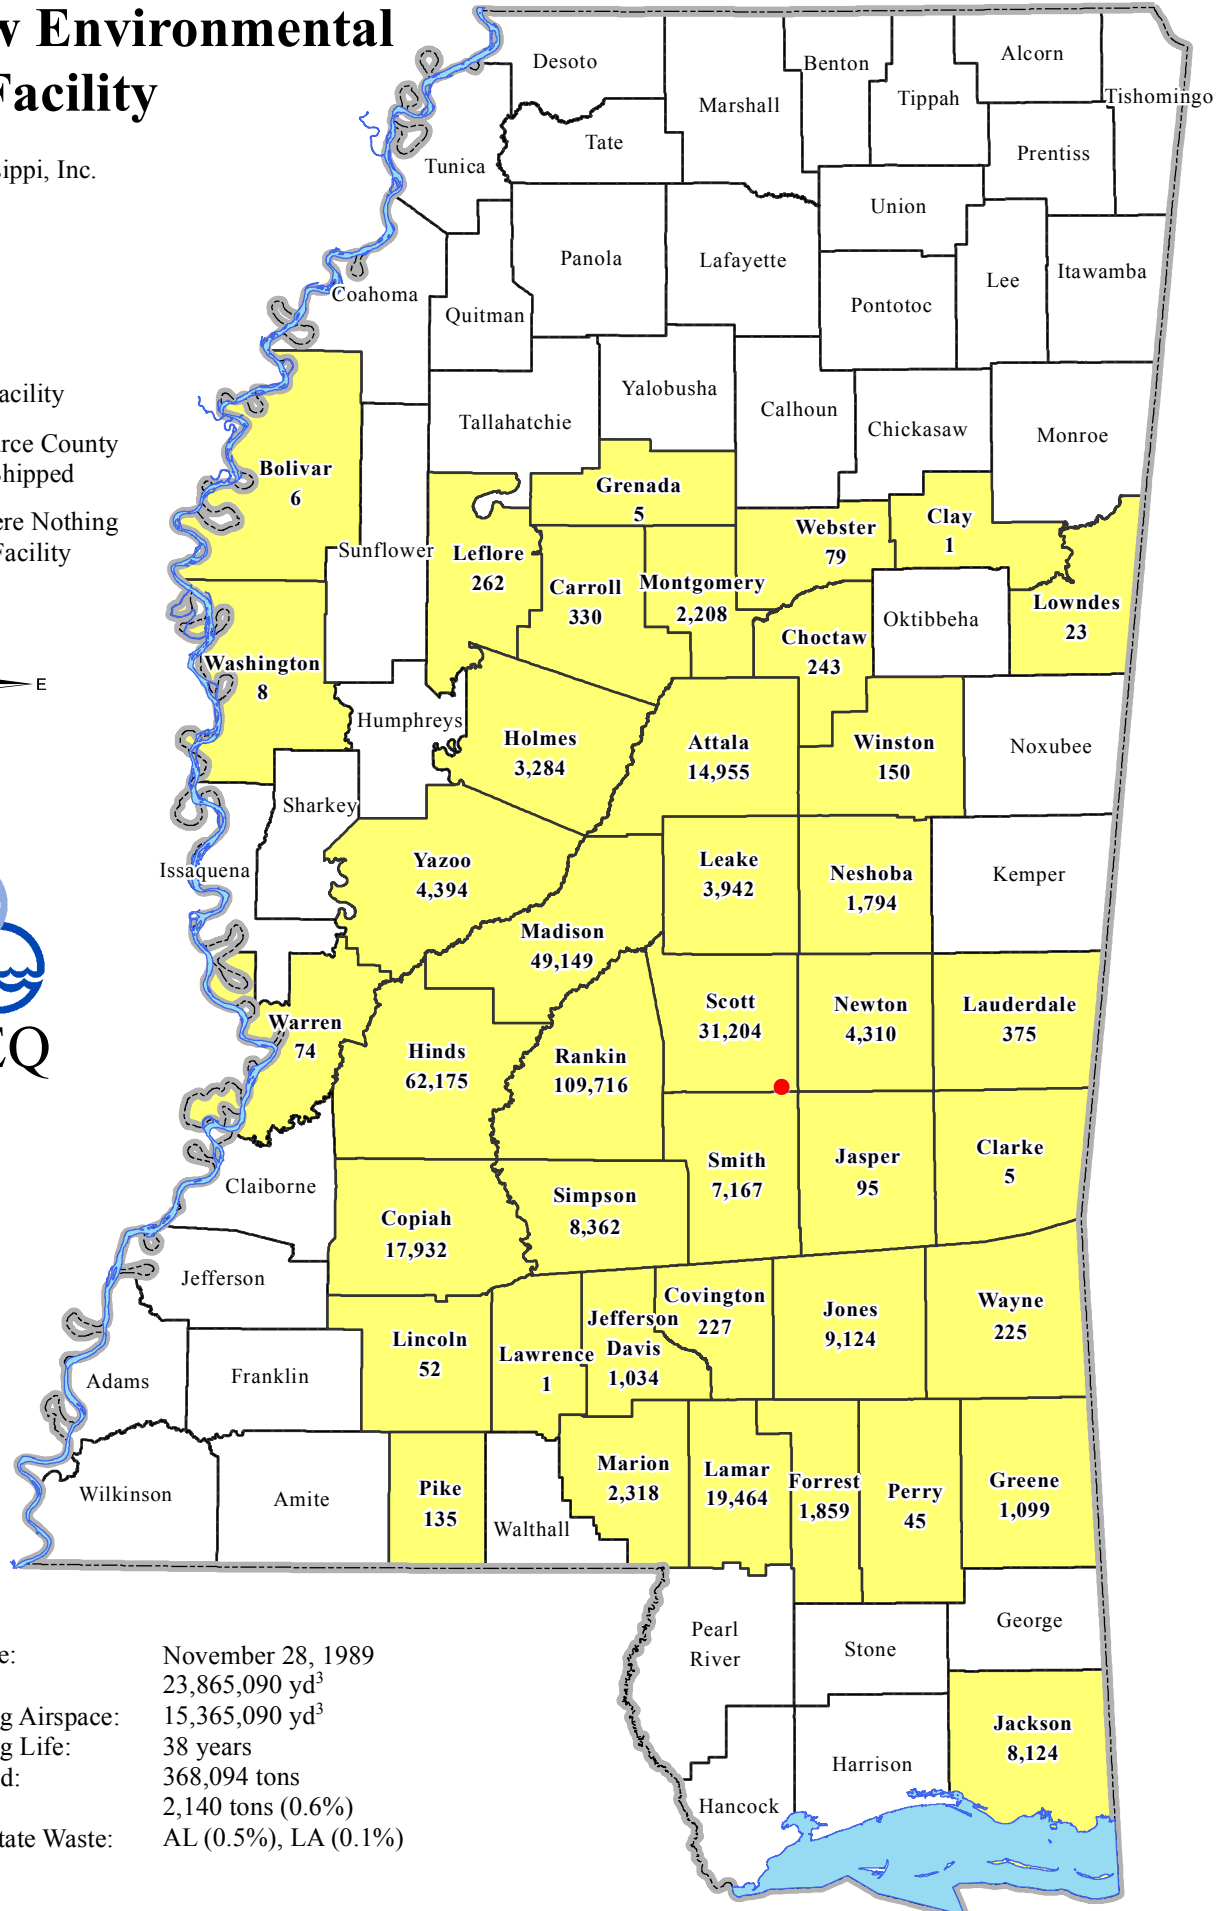 w Environmental
Facility
ippi, Inc.
acility
rce County
Shipped
ere Nothing
Facility
E
EQ
Desoto
Marshall
Benton
Tippah
Alcorn
Tishomingo
Tate
Tunica
Prentiss
Union
Panola
Lafayette
Lee
Itawamba
Coahoma
Quitman
Pontotoc
Yalobusha
Calhoun
Tallahatchie
Chickasaw
Monroe
Bolivar
6
Grenada
5
Sunflower
Leflore
262
Carroll
330
Montgomery
2,208
Webster
79
Clay
1
Choctaw
243
Oktibbeha
Lowndes
23
Washington
8
Humphreys
Holmes
3,284
Attala
14,955
Winston
150
Noxubee
Sharkey
Issaquena
Yazoo
4,394
Madison
49,149
Leake
3,942
Neshoba
1,794
Kemper
Warren
74
Hinds
62,175
Rankin
109,716
Scott
31,204
Newton
4,310
Lauderdale
375
Claiborne
Copiah
17,932
Simpson
8,362
Smith
7,167
Jasper
95
Clarke
5
Jefferson
Lincoln
52
Lawrence
1
Jefferson
Davis
1,034
Covington
227
Jones
9,124
Wayne
225
Adams
Franklin
Wilkinson
Amite
Pike
135
Walthall
Marion
2,318
Lamar
19,464
Forrest
1,859
Perry
45
Greene
1,099
Pearl
River
Stone
George
Hancock
Harrison
Jackson
8,124
e: November 28, 1989
23,865,090 yd³
g Airspace: 15,365,090 yd³
g Life: 38 years
d: 368,094 tons
2,140 tons (0.6%)
tate Waste: AL (0.5%), LA (0.1%)